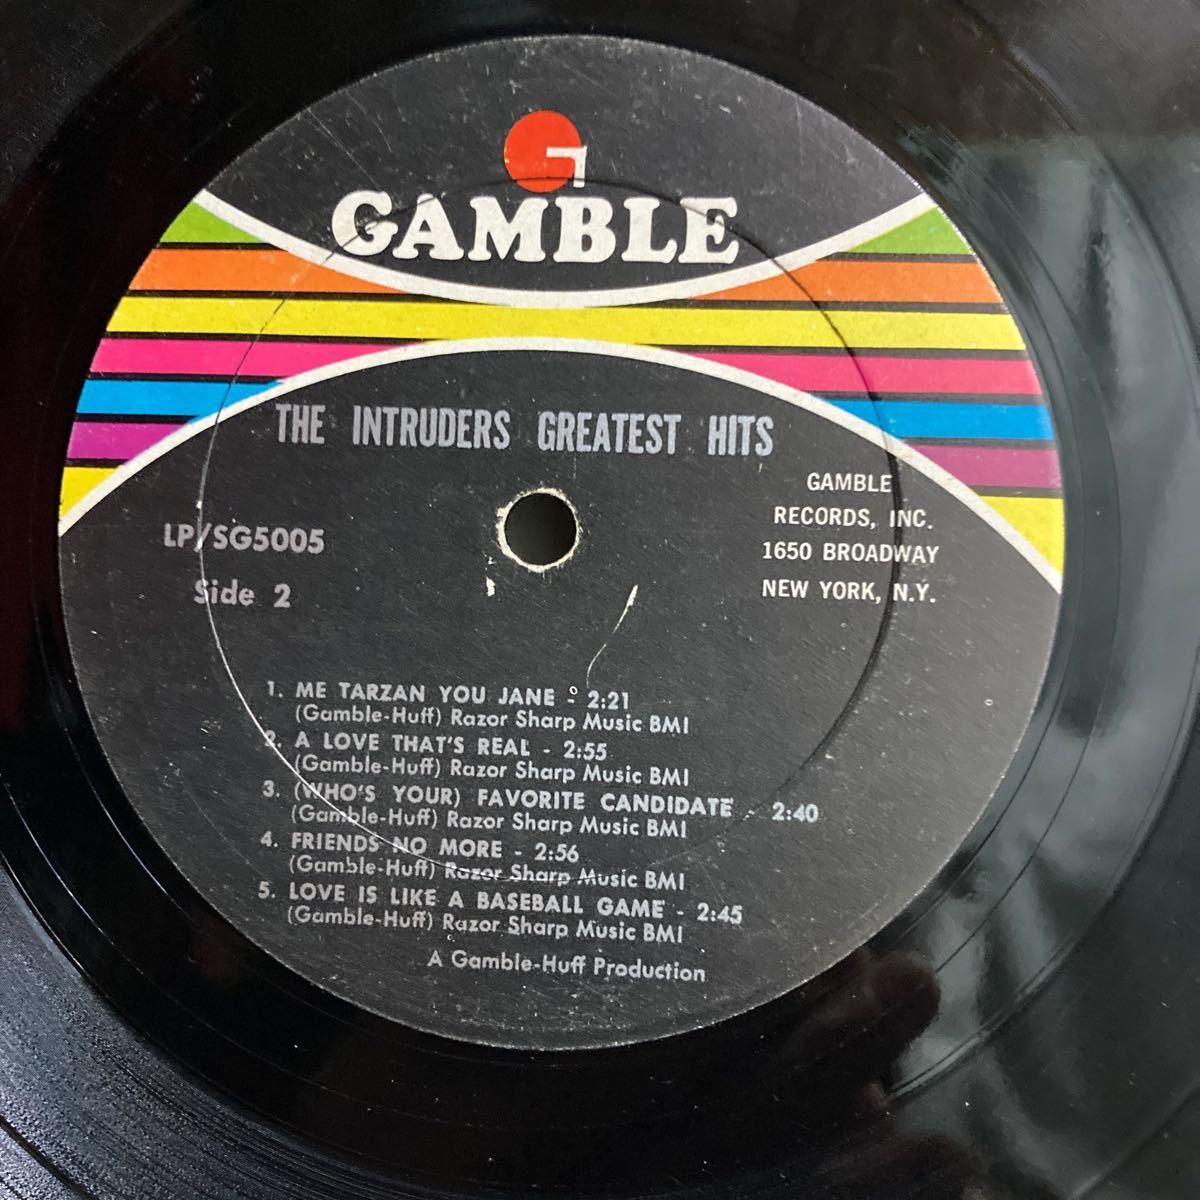 G
GAMBLE
THE INTRUDERS GREATEST HITS
GAMBLE
RECORDS, INC.
1650 BROADWAY
NEW YORK, N.Y.
LP/SG5005
Side 2
1. ME TARZAN YOU JANE - 2:21
(Gamble-Huff) Razor Sharp Music BMI
2. A LOVE THAT'S REAL - 2:55
(Gamble-Huff) Razor Sharp Music BMI
3. (WHO'S YOUR) FAVORITE CANDIDATE - 2:40
(Gamble-Huff) Razor Sharp Music BMI
4. FRIENDS NO MORE - 2:56
(Gamble-Huff) Razor Sharp Music BMI
5. LOVE IS LIKE A BASEBALL GAME - 2:45
(Gamble-Huff) Razor Sharp Music BMI
A Gamble-Huff Production